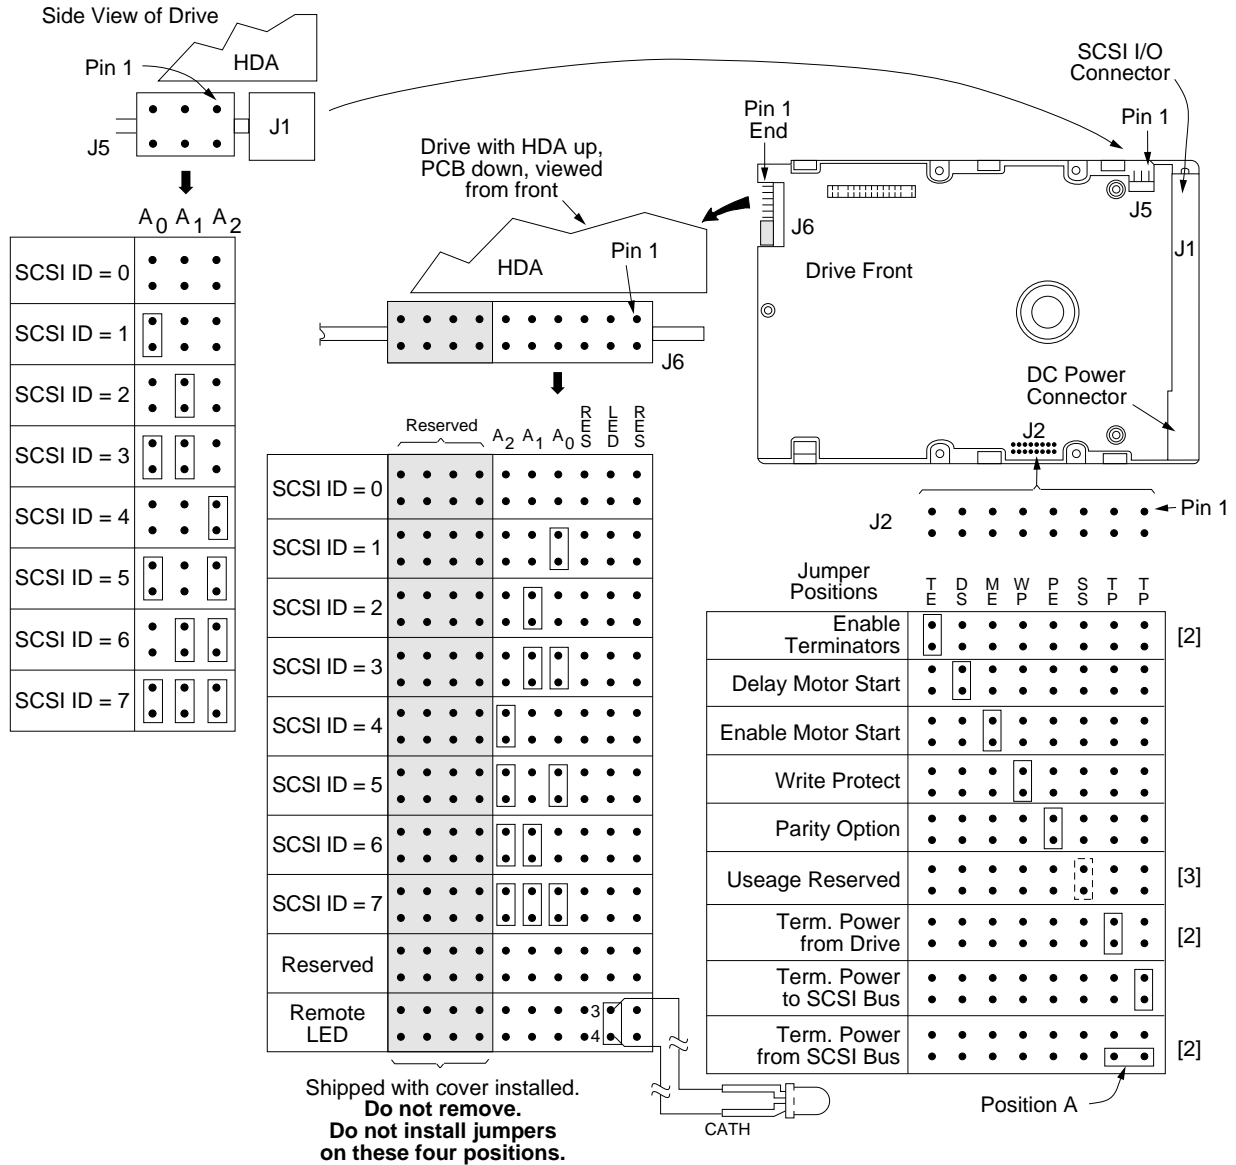 Side View of Drive
HDA
Pin 1
J5
J1
A0 A1 A2
SCSI ID = 0
SCSI ID = 1
SCSI ID = 2
SCSI ID = 3
SCSI ID = 4
SCSI ID = 5
SCSI ID = 6
SCSI ID = 7
Drive with HDA up,
PCB down, viewed
from front
HDA
Pin 1
J6
Reserved
A2 A1 A0 RES LED RES
SCSI ID = 0
SCSI ID = 1
SCSI ID = 2
SCSI ID = 3
SCSI ID = 4
SCSI ID = 5
SCSI ID = 6
SCSI ID = 7
Reserved
Remote
LED
3
4
Shipped with cover installed.
Do not remove.
Do not install jumpers
on these four positions.
CATH
SCSI I/O
Connector
Pin 1
End
Pin 1
J6
J5
J1
Drive Front
DC Power
Connector
J2
J2
Pin 1
Jumper
Positions
TE DS ME WP PE SS TP TP
Enable
Terminators
[2]
Delay Motor Start
Enable Motor Start
Write Protect
Parity Option
Useage Reserved
[3]
Term. Power
from Drive
[2]
Term. Power
to SCSI Bus
Term. Power
from SCSI Bus
[2]
Position A